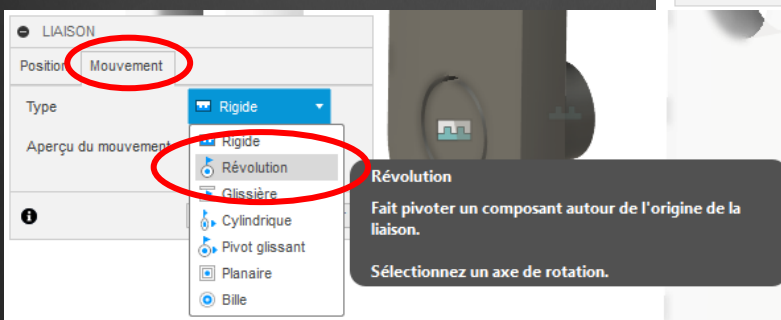 LIAISON
Position Mouvement
Type Rigide
Aperçu du mouvement
Rigide
Révolution
Glissière
Cylindrique
Pivot glissant
Planaire
Bille
Révolution
Fait pivoter un composant autour de l'origine de la
liaison.
Sélectionnez un axe de rotation.